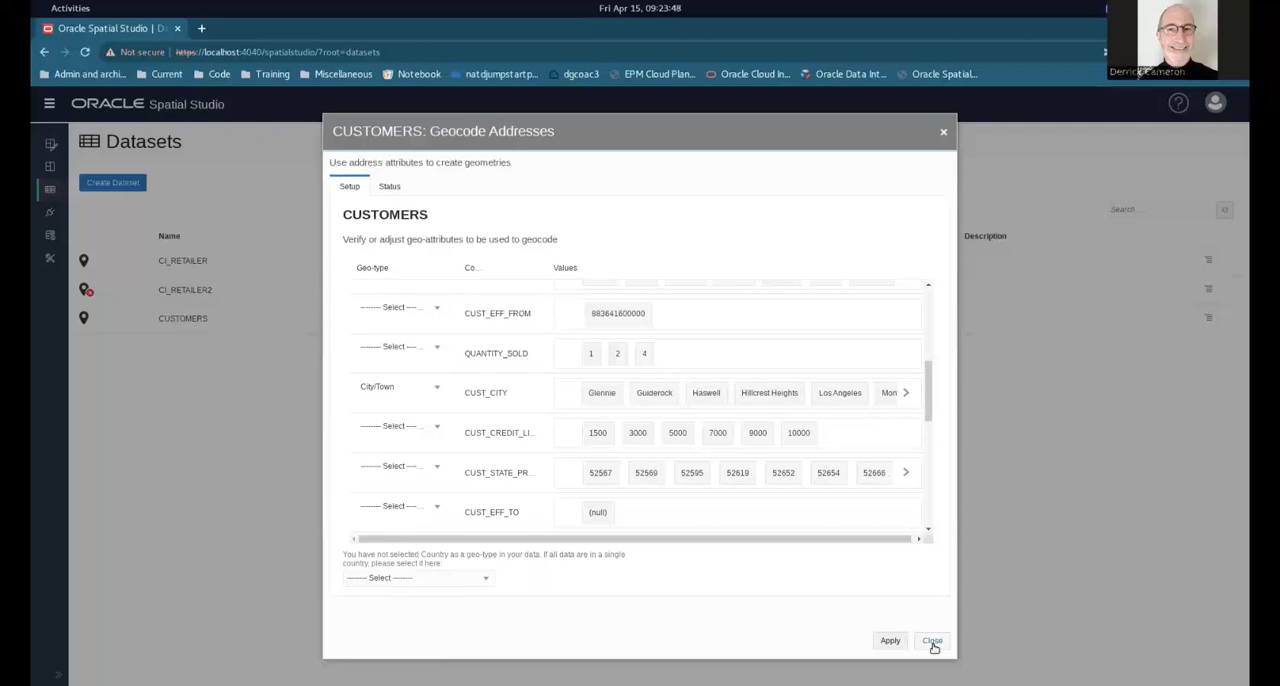 Activities
Fri Apr 15, 09:23:48
Oracle Spatial Studio | D
Not secure
https://localhost:4040/spatialstudio/?root=datasets
Derrick Cameron
Admin and archi...
Current
Code
Training
Miscellaneous
Notebook
natdjumpstartp...
dgcoac3
EPM Cloud Plan...
Oracle Cloud In...
Oracle Data Int...
Oracle Spatial...
ORACLE Spatial Studio
Datasets
Create Dataset
Search...
Name
Description
CI_RETAILER
CI_RETAILER2
CUSTOMERS
CUSTOMERS: Geocode Addresses
Use address attributes to create geometries
Setup
Status
CUSTOMERS
Verify or adjust geo-attributes to be used to geocode
Geo-type
Co...
Values
-------- Select ----...
CUST_EFF_FROM
883641600000
-------- Select ----...
QUANTITY_SOLD
1 2 4
City/Town
CUST_CITY
Glennie Guiderock Haswell Hillcrest Heights Los Angeles Mon
-------- Select ----...
CUST_CREDIT_LI...
1500 3000 5000 7000 9000 10000
-------- Select ----...
CUST_STATE_PR...
52567 52569 52595 52619 52652 52654 52666
-------- Select ----...
CUST_EFF_TO
(null)
You have not selected Country as a geo-type in your data. If all data are in a single
country, please select it here:
-------- Select --------
Apply
Close